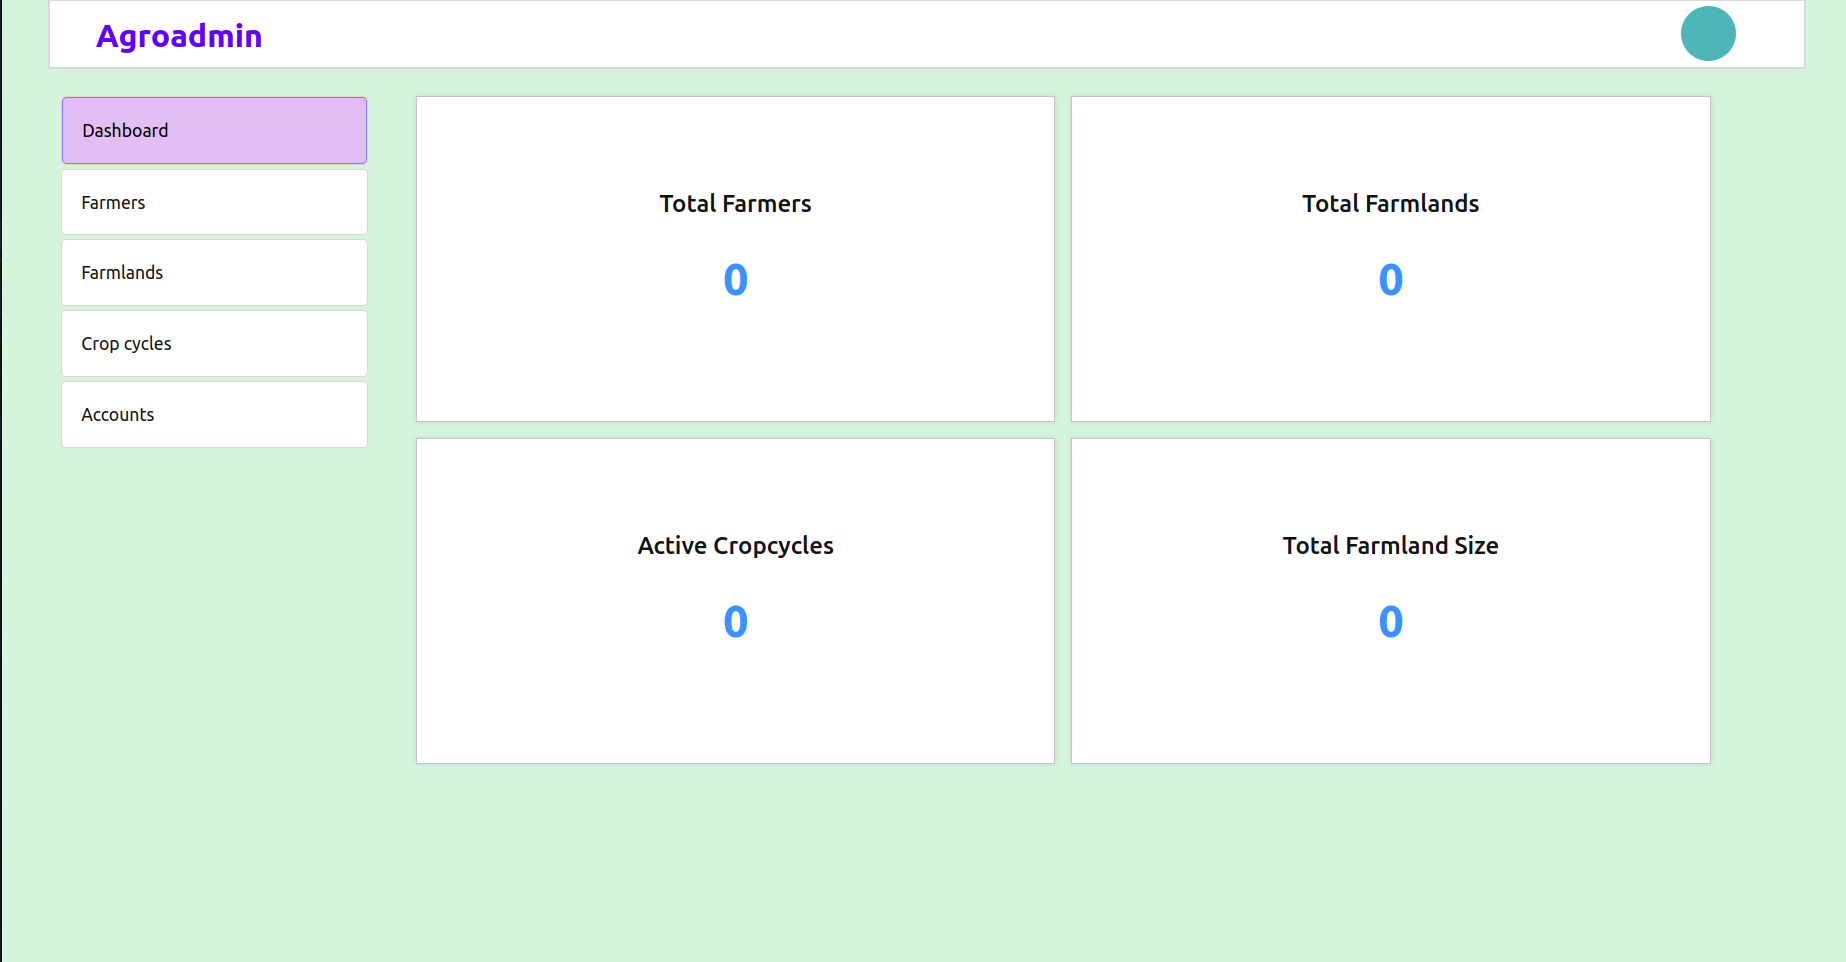 Agroadmin
Dashboard
Farmers
Farmlands
Crop cycles
Accounts
Total Farmers
0
Total Farmlands
0
Active Cropcycles
0
Total Farmland Size
0